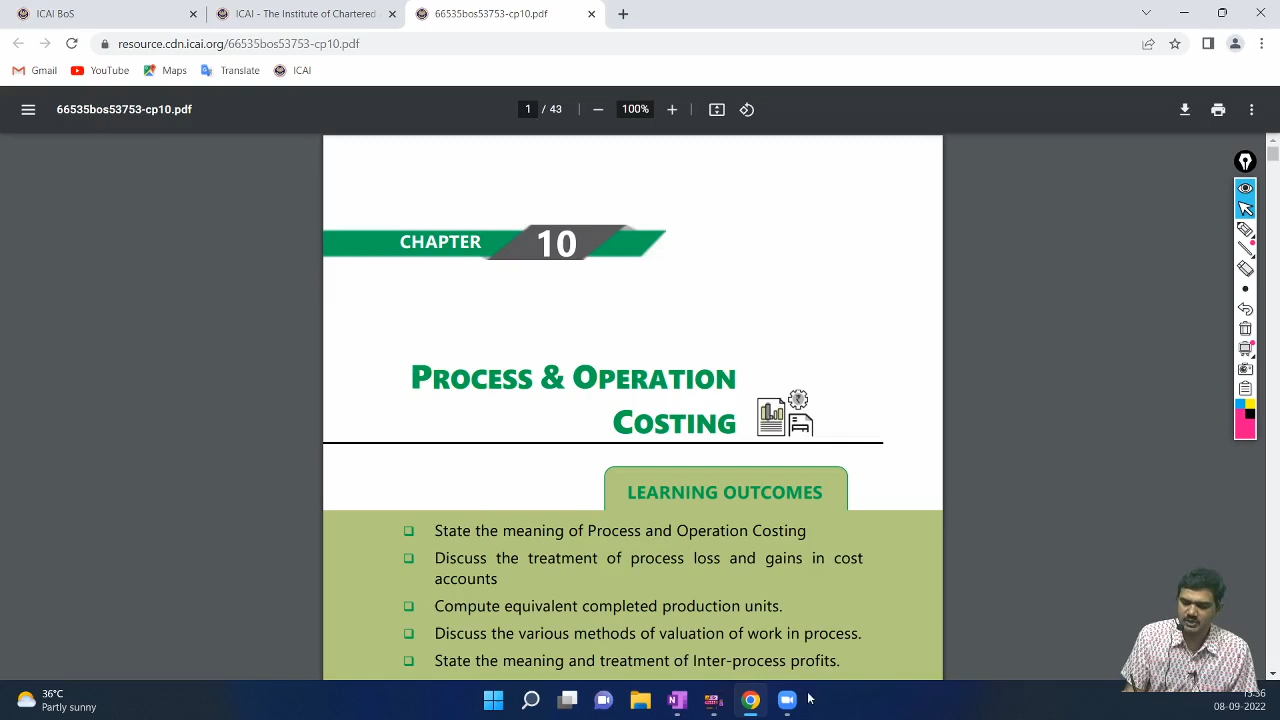 ICAI BoS
ICAI - The Institute of Chartered
66535bos53753-cp10.pdf
resource.cdn.icai.org/66535bos53753-cp10.pdf
Gmail
YouTube
Maps
Translate
ICAI
66535bos53753-cp10.pdf
1 / 43
100%
CHAPTER 10
PROCESS & OPERATION
COSTING
LEARNING OUTCOMES
State the meaning of Process and Operation Costing
Discuss the treatment of process loss and gains in cost
accounts
Compute equivalent completed production units.
Discuss the various methods of valuation of work in process.
State the meaning and treatment of Inter-process profits.
36°C
Partly sunny
08-09-2022